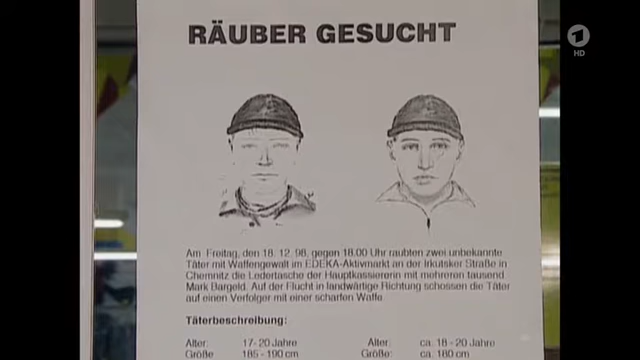 RÄUBER GESUCHT
1
HD
Am Freitag, den 18. 12. 98, gegen 18.00 Uhr raubten zwei unbekannte
Täter mit Waffengewalt im EDEKA-Aktivmarkt an der Irkutsker Straße in
Chemnitz die Ledertasche der Hauptkassiererin mit mehreren tausend
Mark Bargeld. Auf der Flucht in landwärtige Richtung schossen die Täter
auf einen Verfolger mit einer scharfen Waffe.
Täterbeschreibung:
Alter: 17-20 Jahre Alter: ca. 18-20 Jahre
Größe 185-190 cm Größe: ca. 180 cm